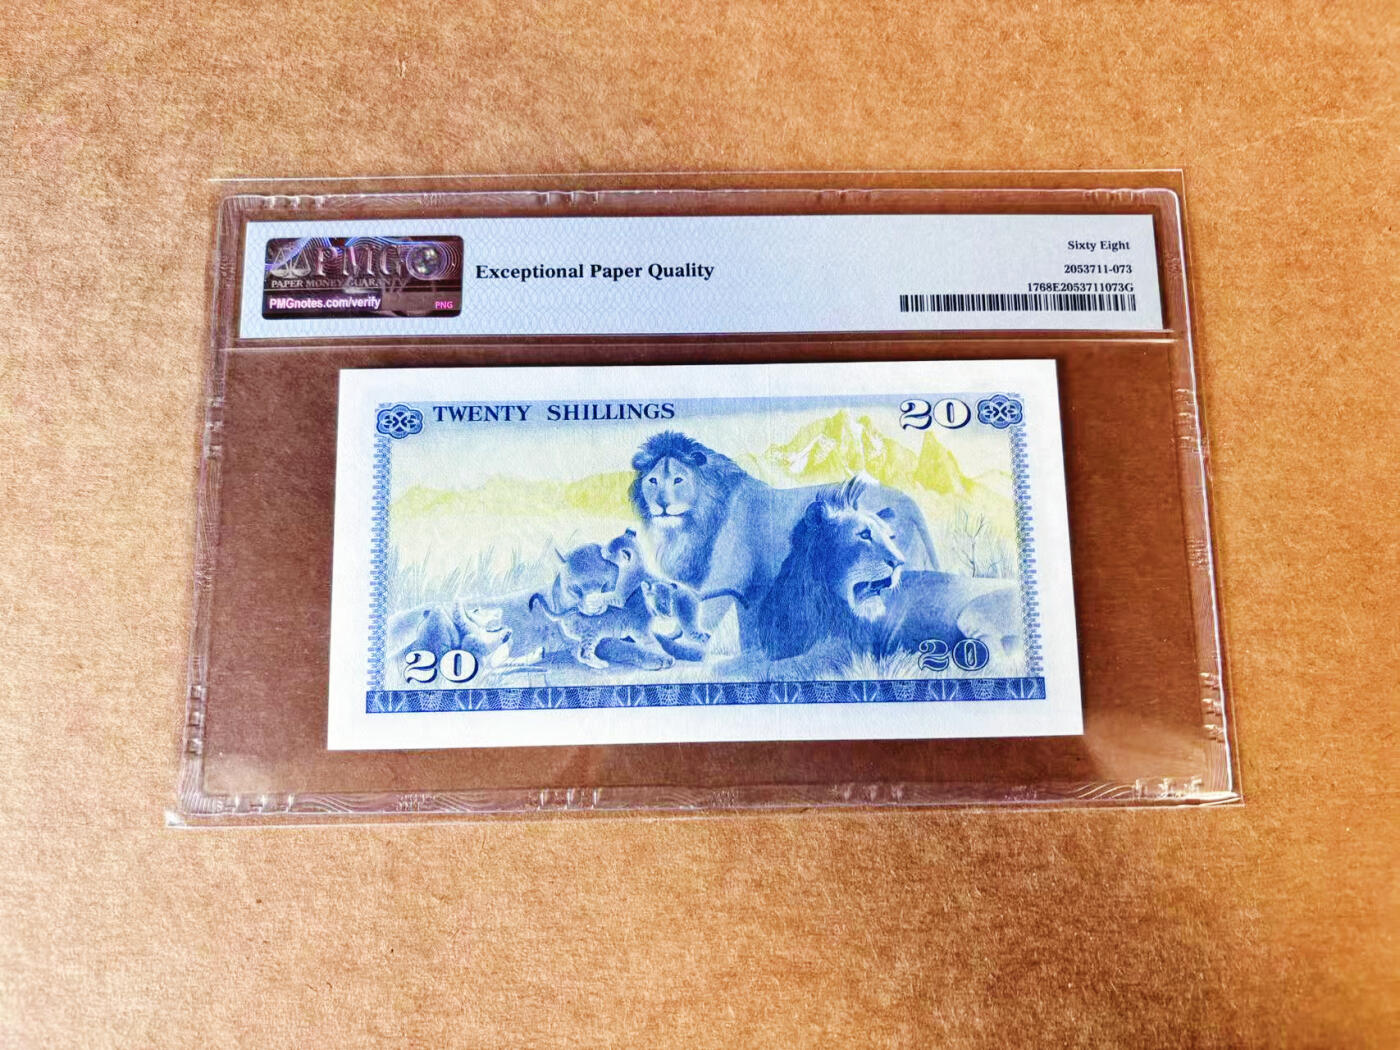 PMG
PAPER MONEY GUARANTY
PMGnotes.com/verify
PNG
Exceptional Paper Quality
Sixty Eight
2053711-073
1768E2053711073G
TWENTY SHILLINGS
20
20
20